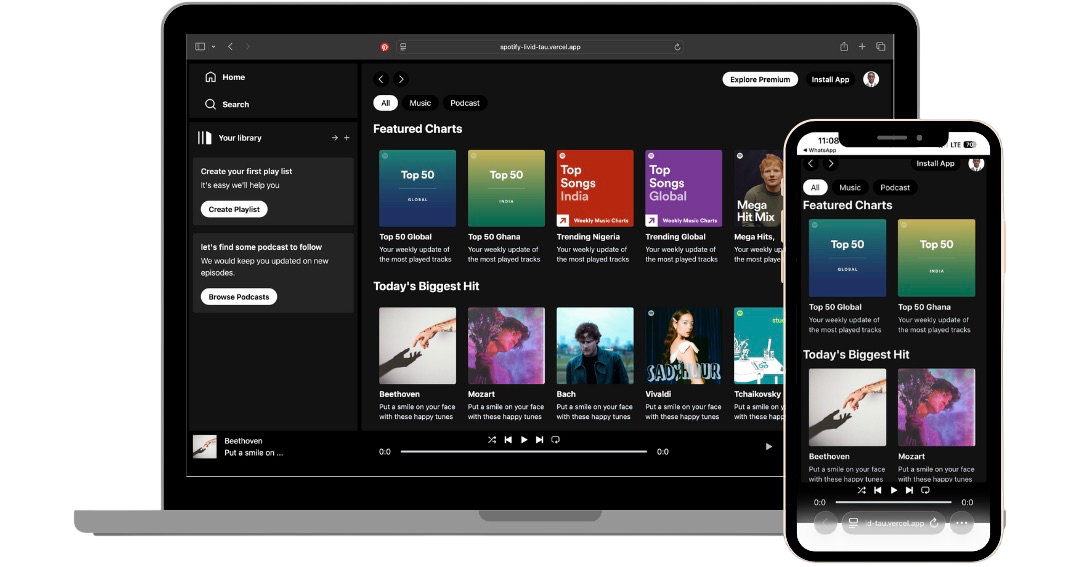 spotify-livid-tau.vercel.app
Home
Search
Your library
Create your first play list
It's easy we'll help you
Create Playlist
let's find some podcast to follow
We would keep you updated on new
episodes.
Browse Podcasts
Explore Premium
Install App
All
Music
Podcast
Featured Charts
Top 50
GLOBAL
Top 50
INDIA
Top
Songs
India
Weekly Music Charts
Top
Songs
Global
Weekly Music Charts
Mega
Hit Mix
Top 50 Global
Your weekly update of
the most played tracks
Top 50 Ghana
Your weekly update of
the most played tracks
Trending Nigeria
Your weekly update of
the most played tracks
Trending Global
Your weekly update of
the most played tracks
Mega Hits,
Your weekly
the most play
Today's Biggest Hit
SAD HOUR
Beethoven
Put a smile on your face
with these happy tunes
Mozart
Put a smile on your face
with these happy tunes
Bach
Put a smile on your face
with these happy tunes
Vivaldi
Put a smile on your face
with these happy tunes
Tchaikovsky
Put a smile on y
with these happy
Beethoven
Put a smile on ...
0:0
0:0
11:08
LTE
WhatsApp
Install App
All
Music
Podcast
Featured Charts
Top 50
GLOBAL
Top 50
INDIA
Top 50 Global
Your weekly update of
the most played tracks
Top 50 Ghana
Your weekly update of
the most played tracks
Today's Biggest Hit
Beethoven
Put a smile on your face
with these happy tunes
Mozart
Put a smile on your face
with these happy tunes
0:0
0:0
d-tau.vercel.app